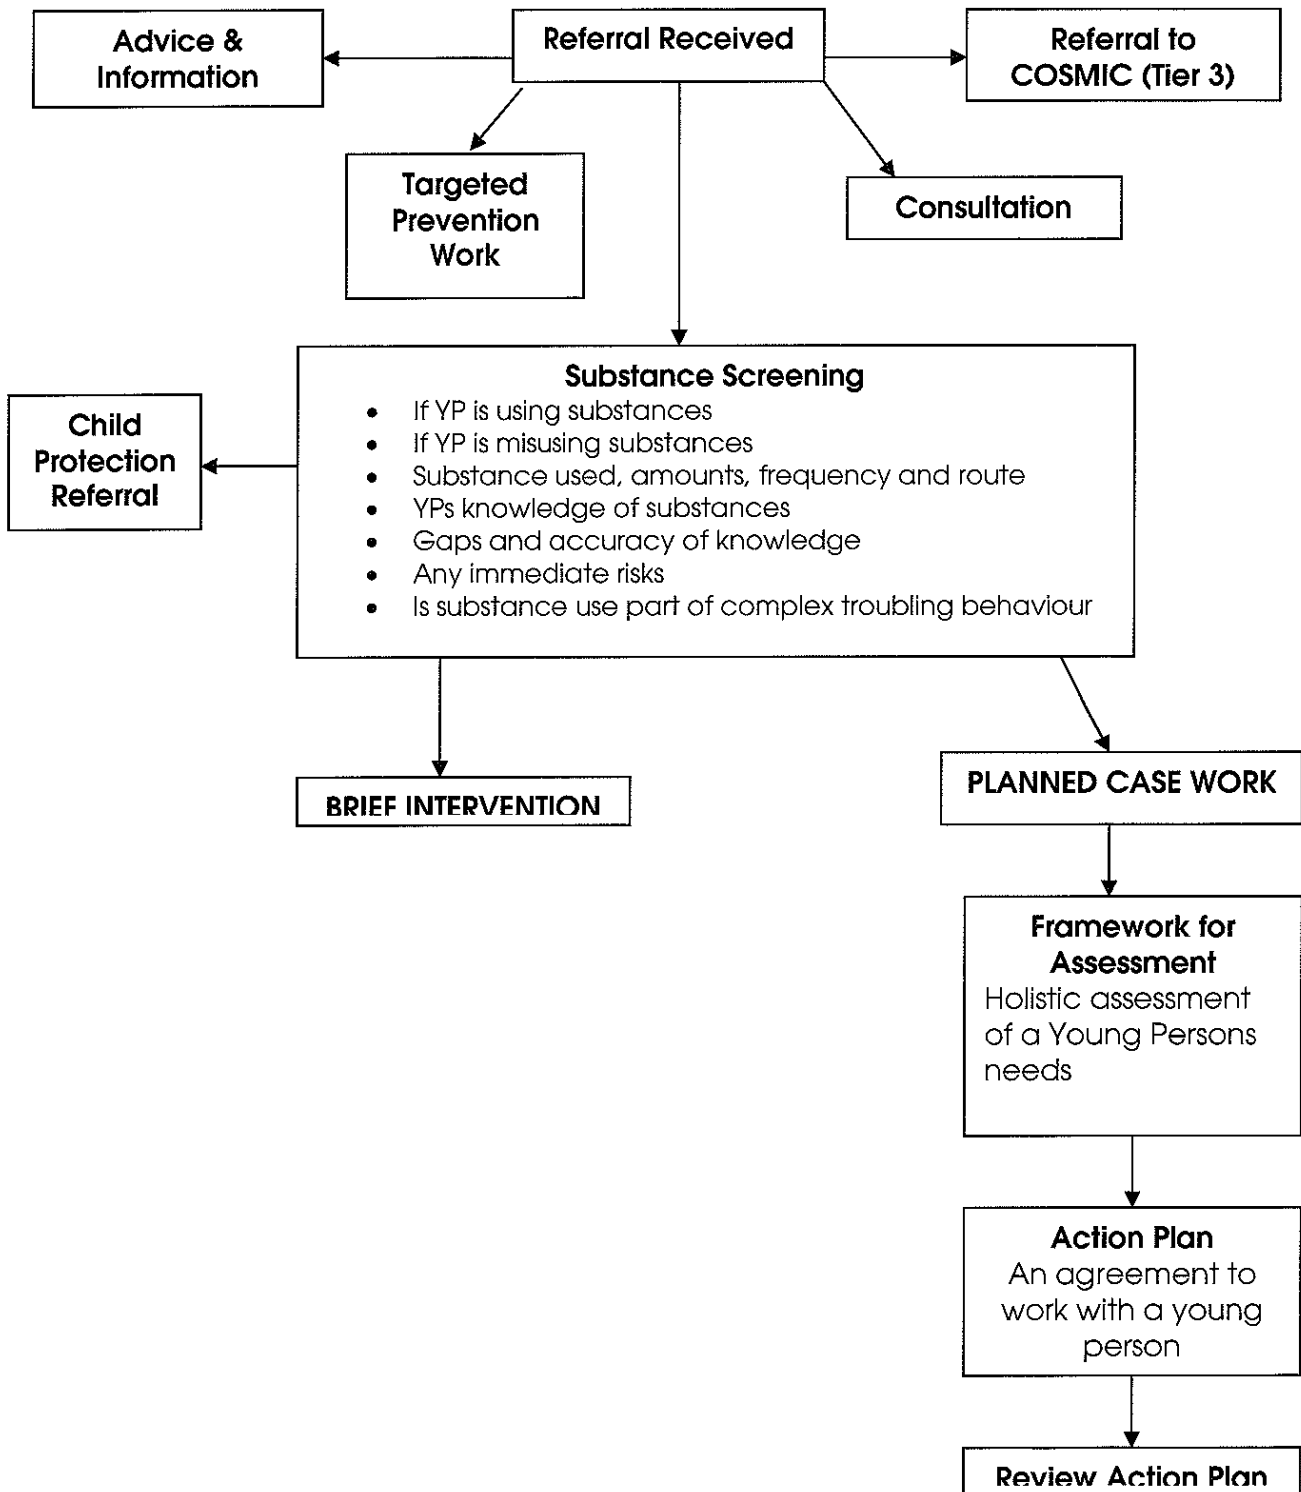 Advice &
Information
Referral Received
Referral to
COSMIC (Tier 3)
Targeted
Prevention
Work
Consultation
Child
Protection
Referral
Substance Screening
• If YP is using substances
• If YP is misusing substances
• Substance used, amounts, frequency and route
• YPs knowledge of substances
• Gaps and accuracy of knowledge
• Any immediate risks
• Is substance use part of complex troubling behaviour
BRIEF INTERVENTION
PLANNED CASE WORK
Framework for
Assessment
Holistic assessment
of a Young Persons
needs
Action Plan
An agreement to
work with a young
person
Review Action Plan